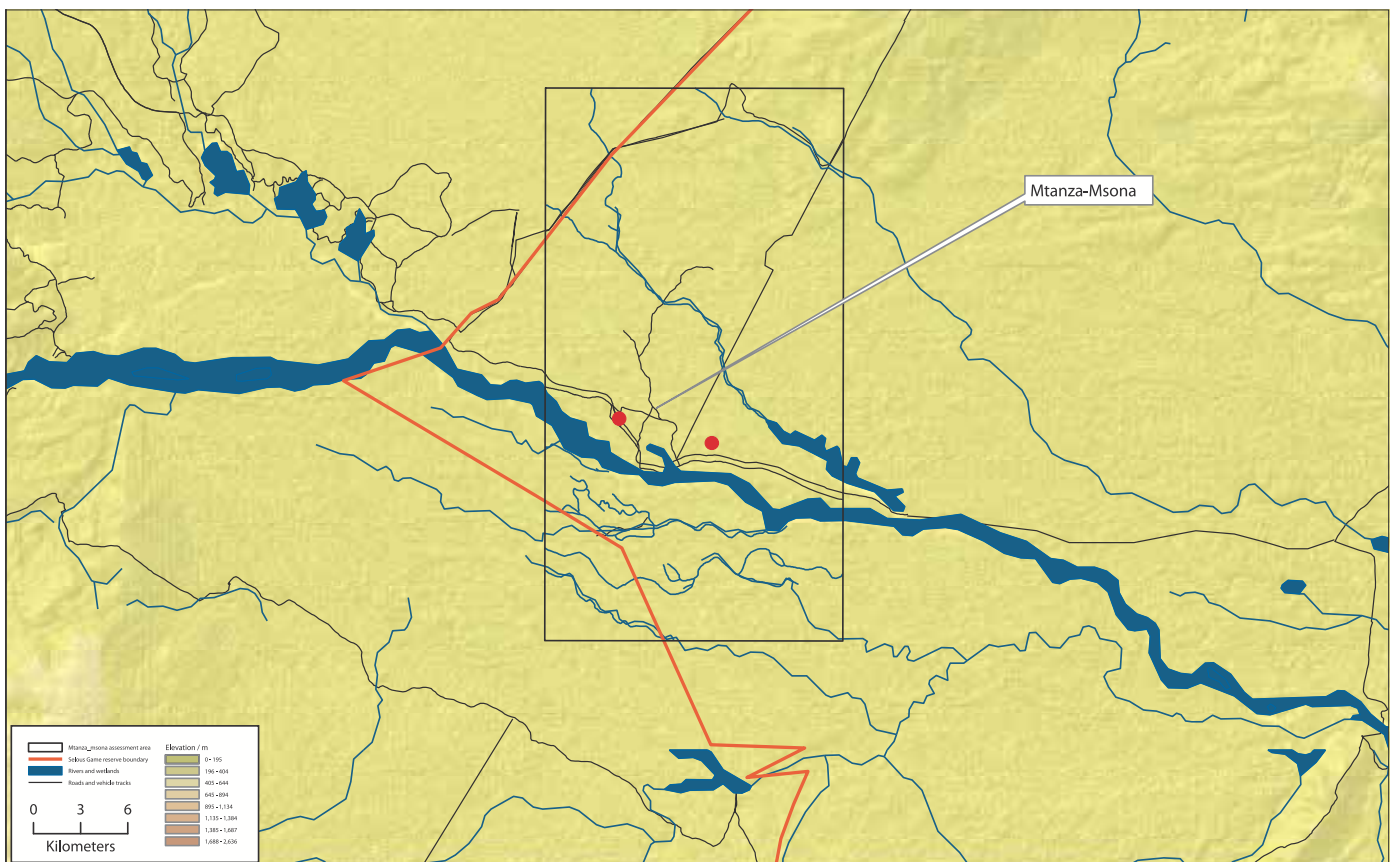 Mtanza-Msona
Mtanza_msona assessment area
Selous Game reserve boundary
Rivers and wetlands
Roads and vehicle tracks
0 3 6
Kilometers
Elevation / m
0 - 195
196 - 404
405 - 644
645 - 894
895 - 1,134
1,135 - 1,384
1,385 - 1,687
1,688 - 2,636